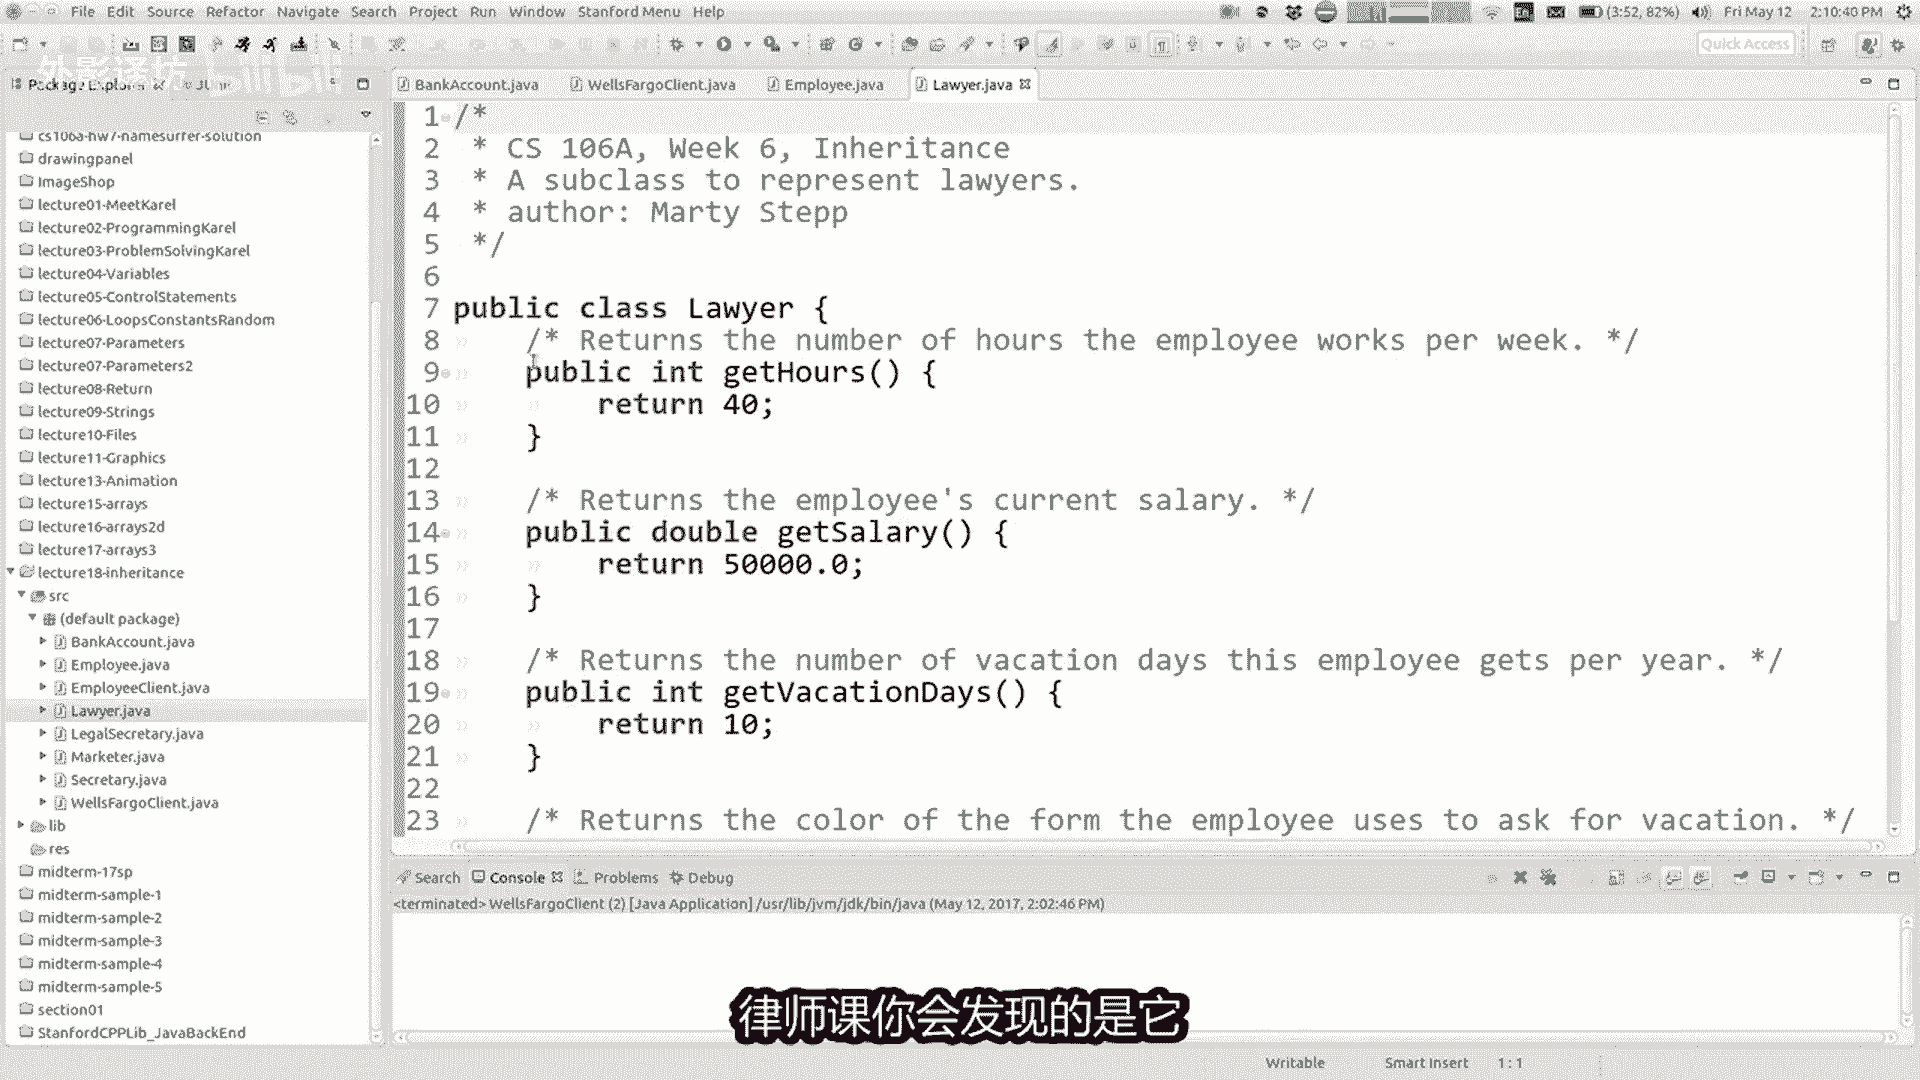 File Edit Source Refactor Navigate Search Project Run Window Stanford Menu Help
(3:52, 82%) Fri May 12 2:10:40 PM
Quick Access
外影译坊 bilibili
Package Explorer
BankAccount.java WellsFargoClient.java Employee.java Lawyer.java
cs106a-hw7-namesurfer-solution
drawingpanel
ImageShop
lecture01-MeetKarel
lecture02-ProgrammingKarel
lecture03-ProblemSolvingKarel
lecture04-Variables
lecture05-ControlStatements
lecture06-LoopsConstantsRandom
lecture07-Parameters
lecture07-Parameters2
lecture08-Return
lecture09-Strings
lecture10-Files
lecture11-Graphics
lecture13-Animation
lecture15-arrays
lecture16-arrays2d
lecture17-arrays3
lecture18-inheritance
src
(default package)
BankAccount.java
Employee.java
EmployeeClient.java
Lawyer.java
LegalSecretary.java
Marketer.java
Secretary.java
WellsFargoClient.java
lib
res
midterm-17sp
midterm-sample-1
midterm-sample-2
midterm-sample-3
midterm-sample-4
midterm-sample-5
section01
StanfordCPPLib_JavaBackEnd
1 /*
2 * CS 106A, Week 6, Inheritance
3 * A subclass to represent lawyers.
4 * author: Marty Stepp
5 */
6
7 public class Lawyer {
8 /* Returns the number of hours the employee works per week. */
9 public int getHours() {
10 return 40;
11 }
12
13 /* Returns the employee's current salary. */
14 public double getSalary() {
15 return 50000.0;
16 }
17
18 /* Returns the number of vacation days this employee gets per year. */
19 public int getVacationDays() {
20 return 10;
21 }
22
23 /* Returns the color of the form the employee uses to ask for vacation. */
Search Console Problems Debug
<terminated> WellsFargoClient (2) [Java Application] /usr/lib/jvm/jdk/bin/java (May 12, 2017, 2:02:46 PM)
律师课你会发现的是它
Writable Smart Insert 1 : 1